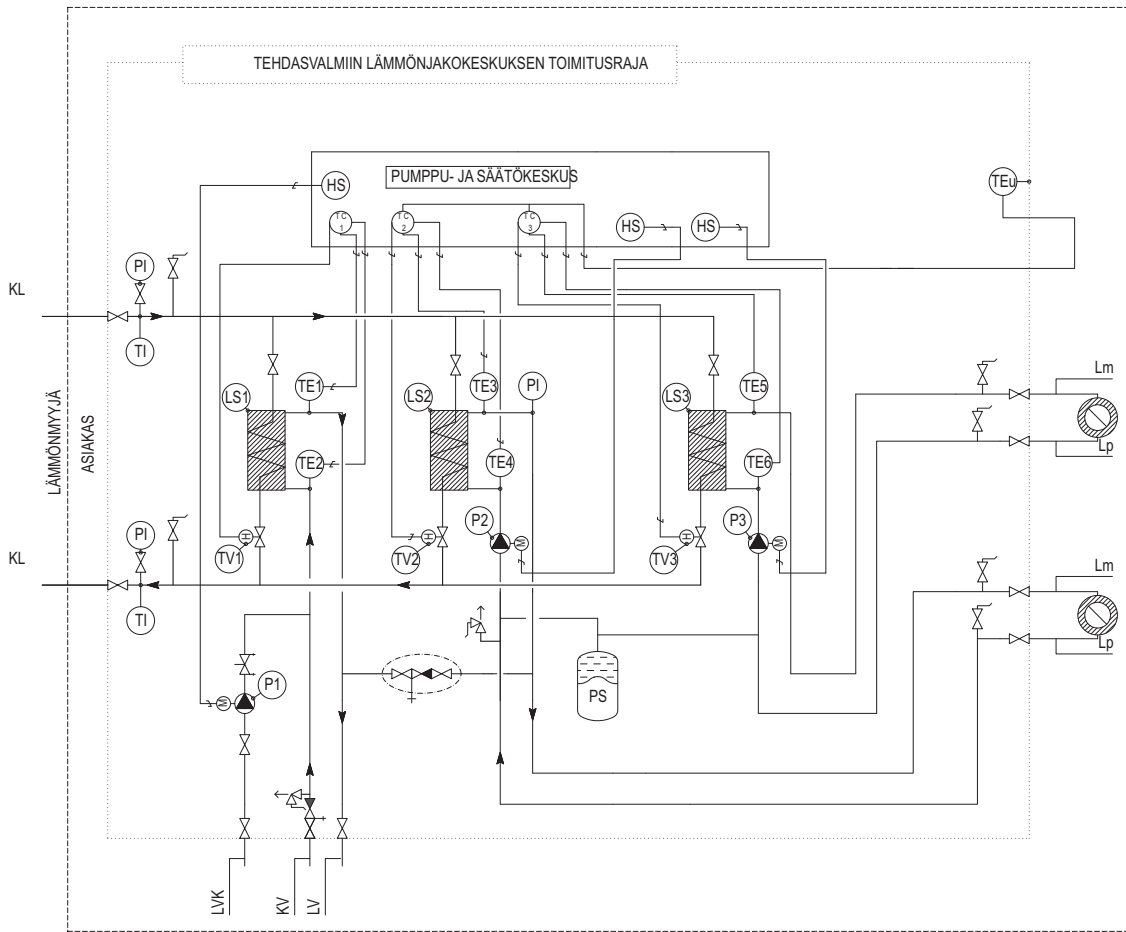 TEHDASVALMIIN LÄMMÖNJAKOKESKUKSEN TOIMITUSRAJA
PUMPPU- JA SÄÄTÖKESKUS
HS
TEu
TC
1
TC
2
TC
3
HS
HS
PI
KL
TI
TE1
TE3
PI
TE5
Lm
LS1
LS2
LS3
TE2
TE4
TE6
Lp
LÄMMÖNMYYJÄ
ASIAKAS
PI
H
TV1
H
TV2
P2
M
H
TV3
P3
M
KL
TI
Lm
Lp
P1
M
PS
LVK
KV
LV